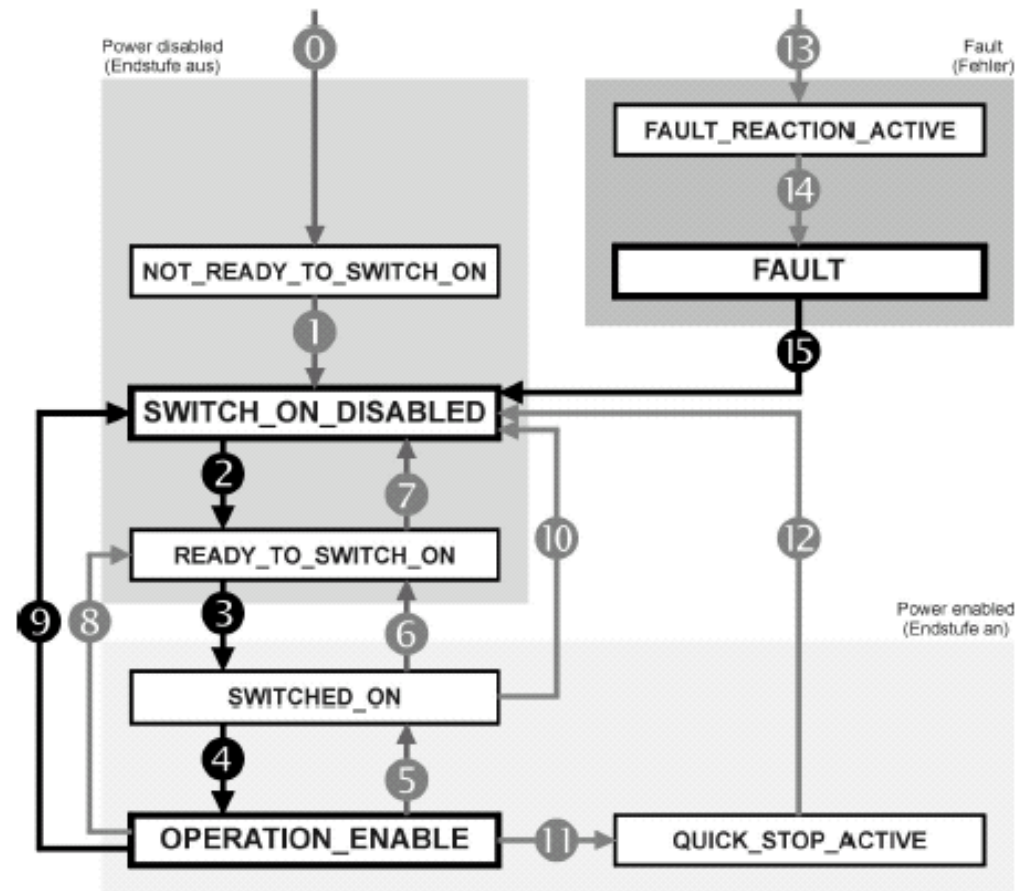 Power disabled
(Endstufe aus)
0
13
Fault
(Fehler)
FAULT_REACTION_ACTIVE
14
NOT_READY_TO_SWITCH_ON
FAULT
1
15
SWITCH_ON_DISABLED
2
7
10
12
READY_TO_SWITCH_ON
9
8
3
6
Power enabled
(Endstufe an)
SWITCHED_ON
4
5
OPERATION_ENABLE
11
QUICK_STOP_ACTIVE